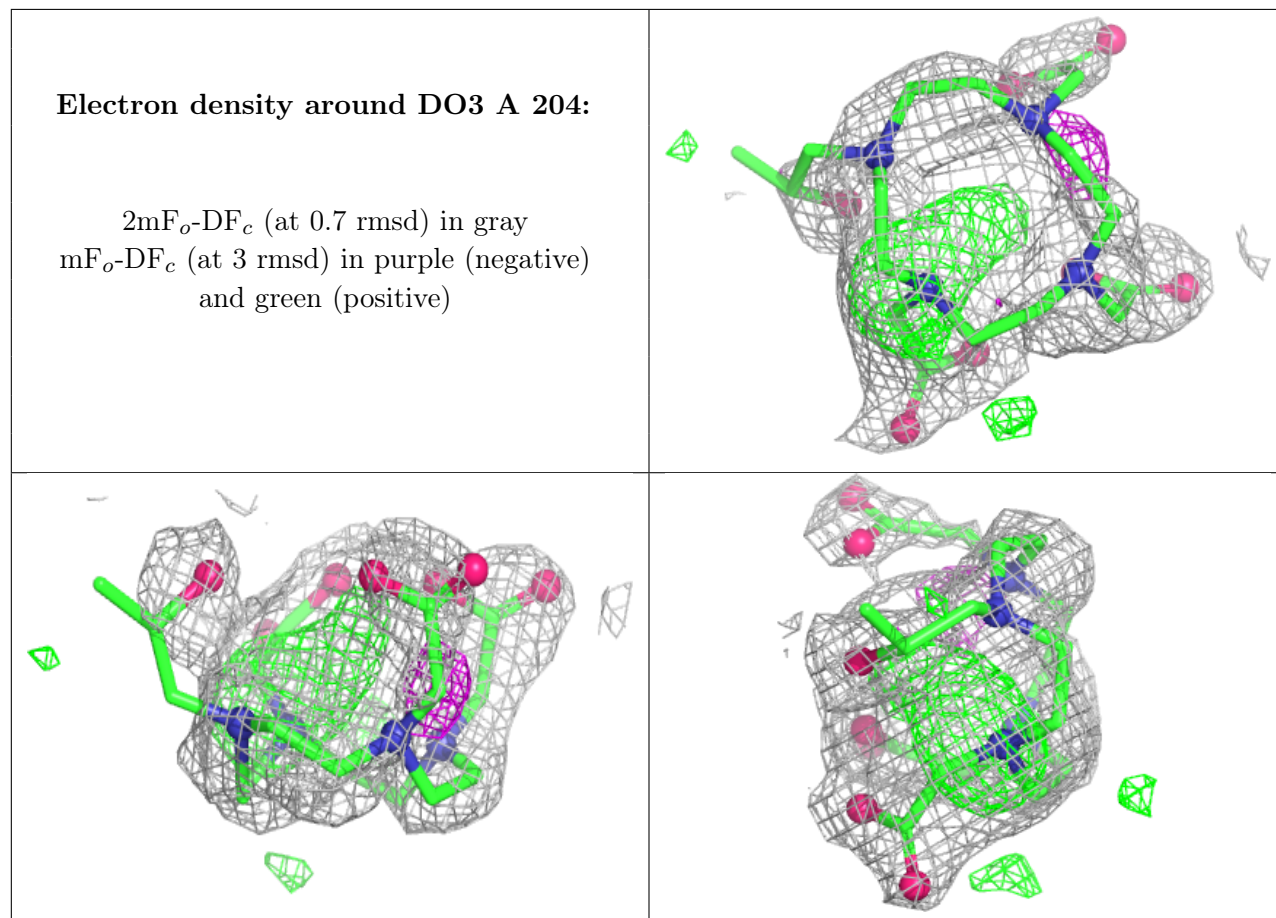 Electron density around DO3 A 204:
2mFo-DFc (at 0.7 rmsd) in gray
mFo-DFc (at 3 rmsd) in purple (negative)
and green (positive)